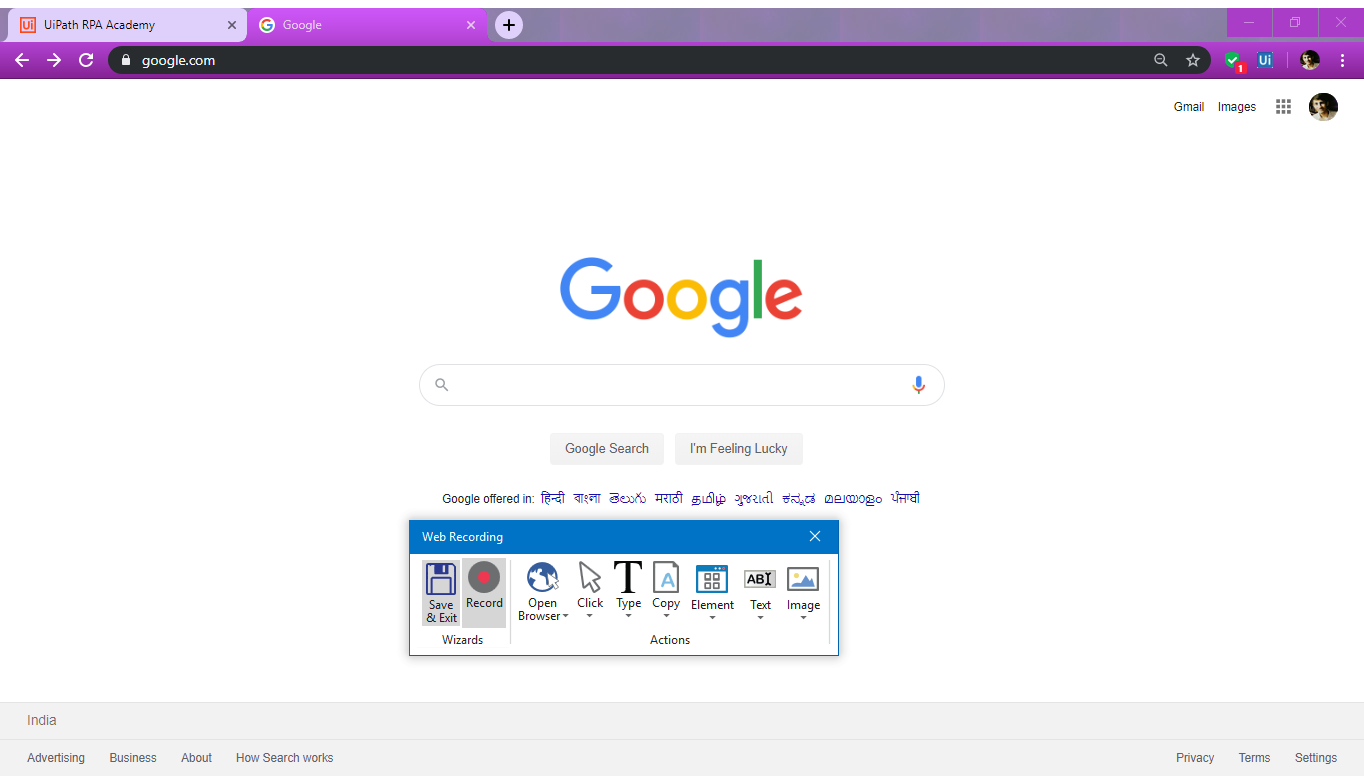 UiPath RPA Academy
Google
google.com
1
Ui
Gmail Images
Google
Google Search I'm Feeling Lucky
Google offered in: हिन्दी বাংলা తెలుగు मराठी தமிழ் ગુજરાતી ಕನ್ನಡ മലയാളം ਪੰਜਾਬੀ
Web Recording
Save & Exit
Record
Open Browser
Click
Type
Copy
Element
Text
Image
Wizards Actions
India
Advertising Business About How Search works Privacy Terms Settings